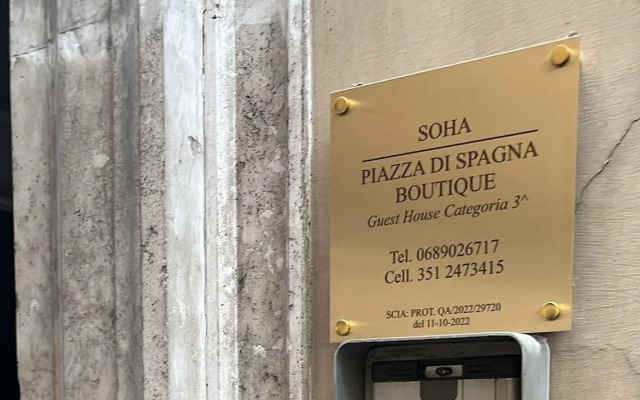 SOHA
PIAZZA DI SPAGNA
BOUTIQUE
Guest House Categoria 3^
Tel. 0689026717
Cell. 351 2473415
SCIA: PROT. QA/2022/29720
del 11-10-2022